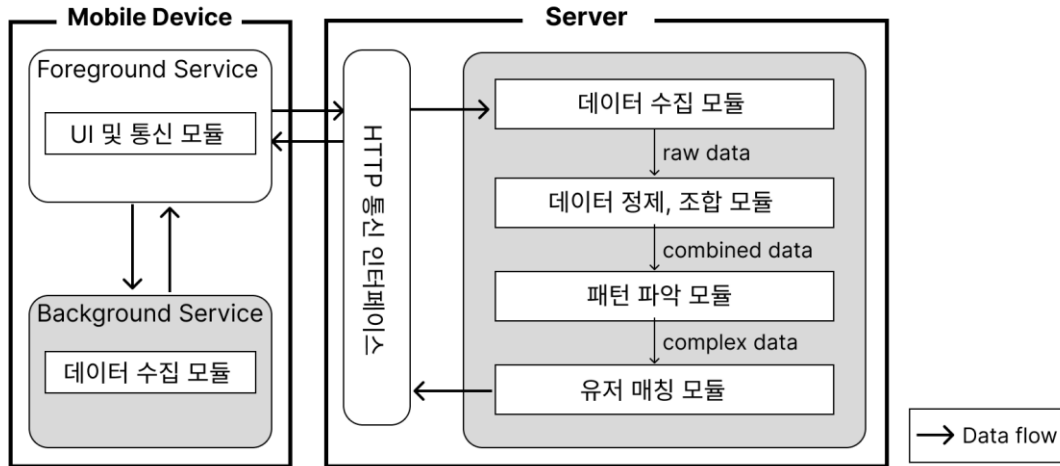 Mobile Device
Foreground Service
UI 및 통신 모듈
Background Service
데이터 수집 모듈
Server
HTTP 통신 인터페이스
데이터 수집 모듈
raw data
데이터 정제, 조합 모듈
combined data
패턴 파악 모듈
complex data
유저 매칭 모듈
Data flow